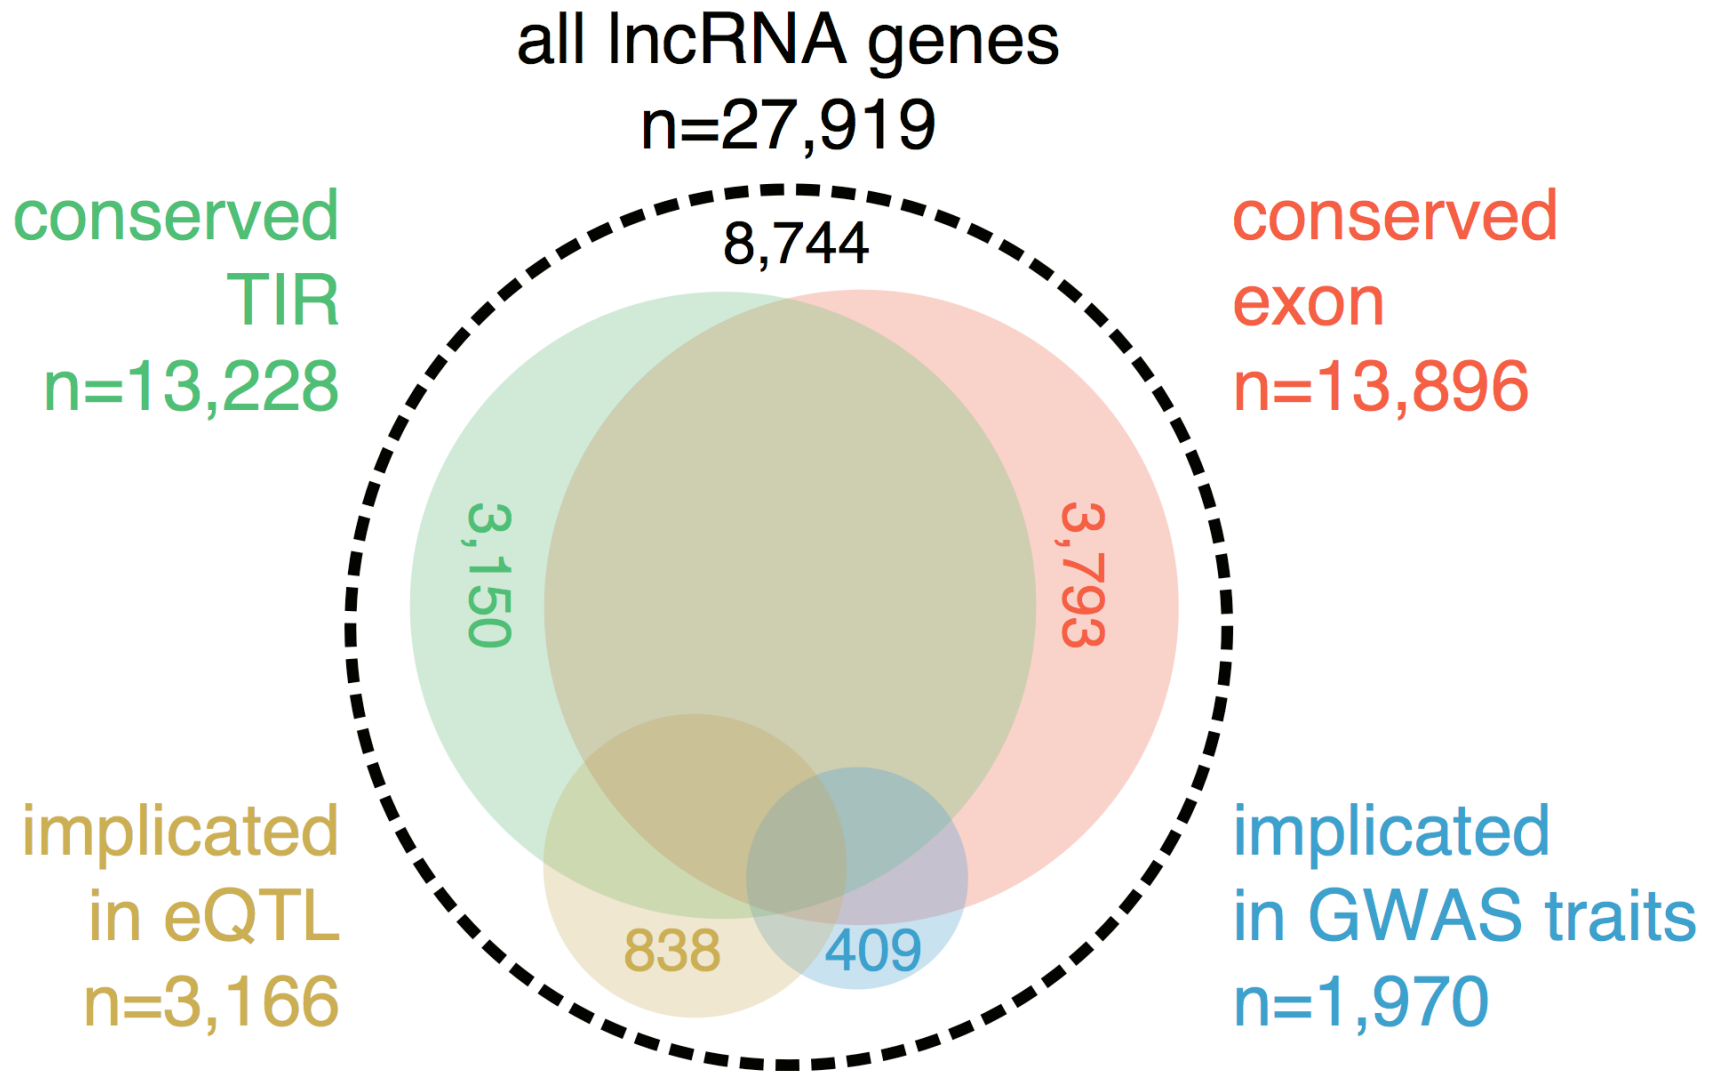 all lncRNA genes
n=27,919
8,744
conserved
TIR
n=13,228
conserved
exon
n=13,896
3,150
3,793
implicated
in eQTL
n=3,166
838
409
implicated
in GWAS traits
n=1,970